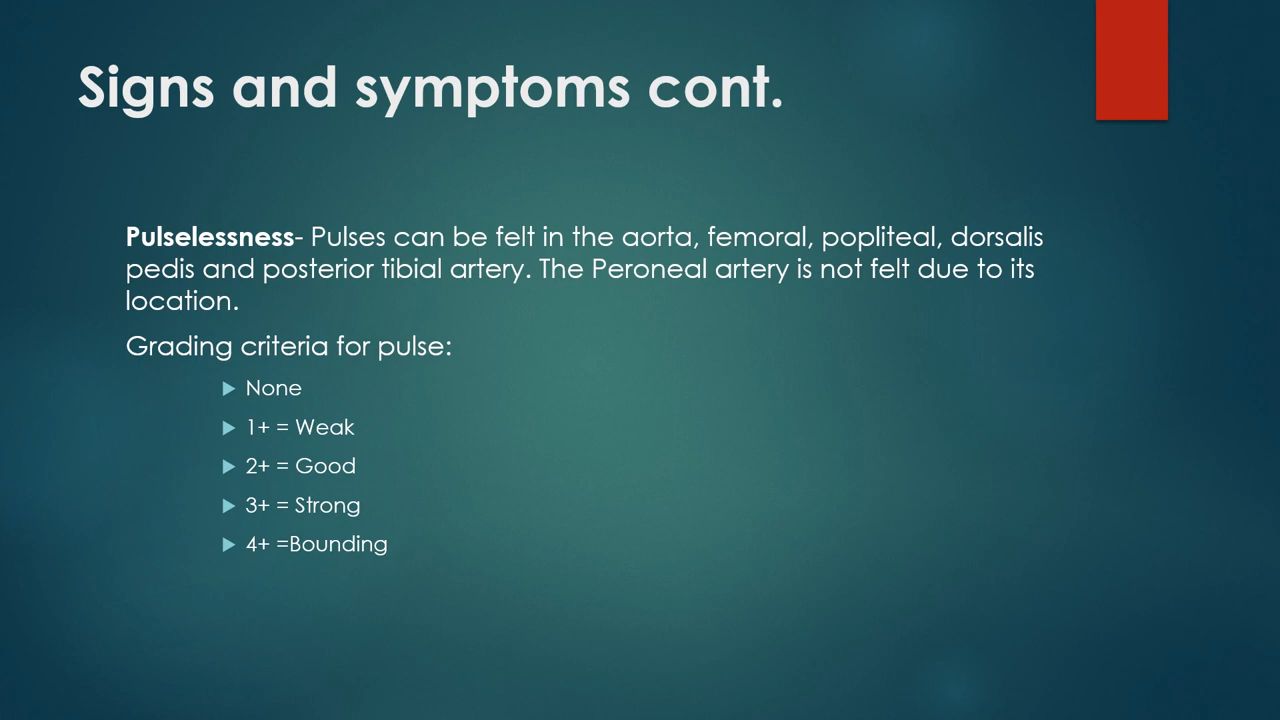 Signs and symptoms cont.
Pulselessness- Pulses can be felt in the aorta, femoral, popliteal, dorsalis
pedis and posterior tibial artery. The Peroneal artery is not felt due to its
location.
Grading criteria for pulse:
None
1+ = Weak
2+ = Good
3+ = Strong
4+ =Bounding